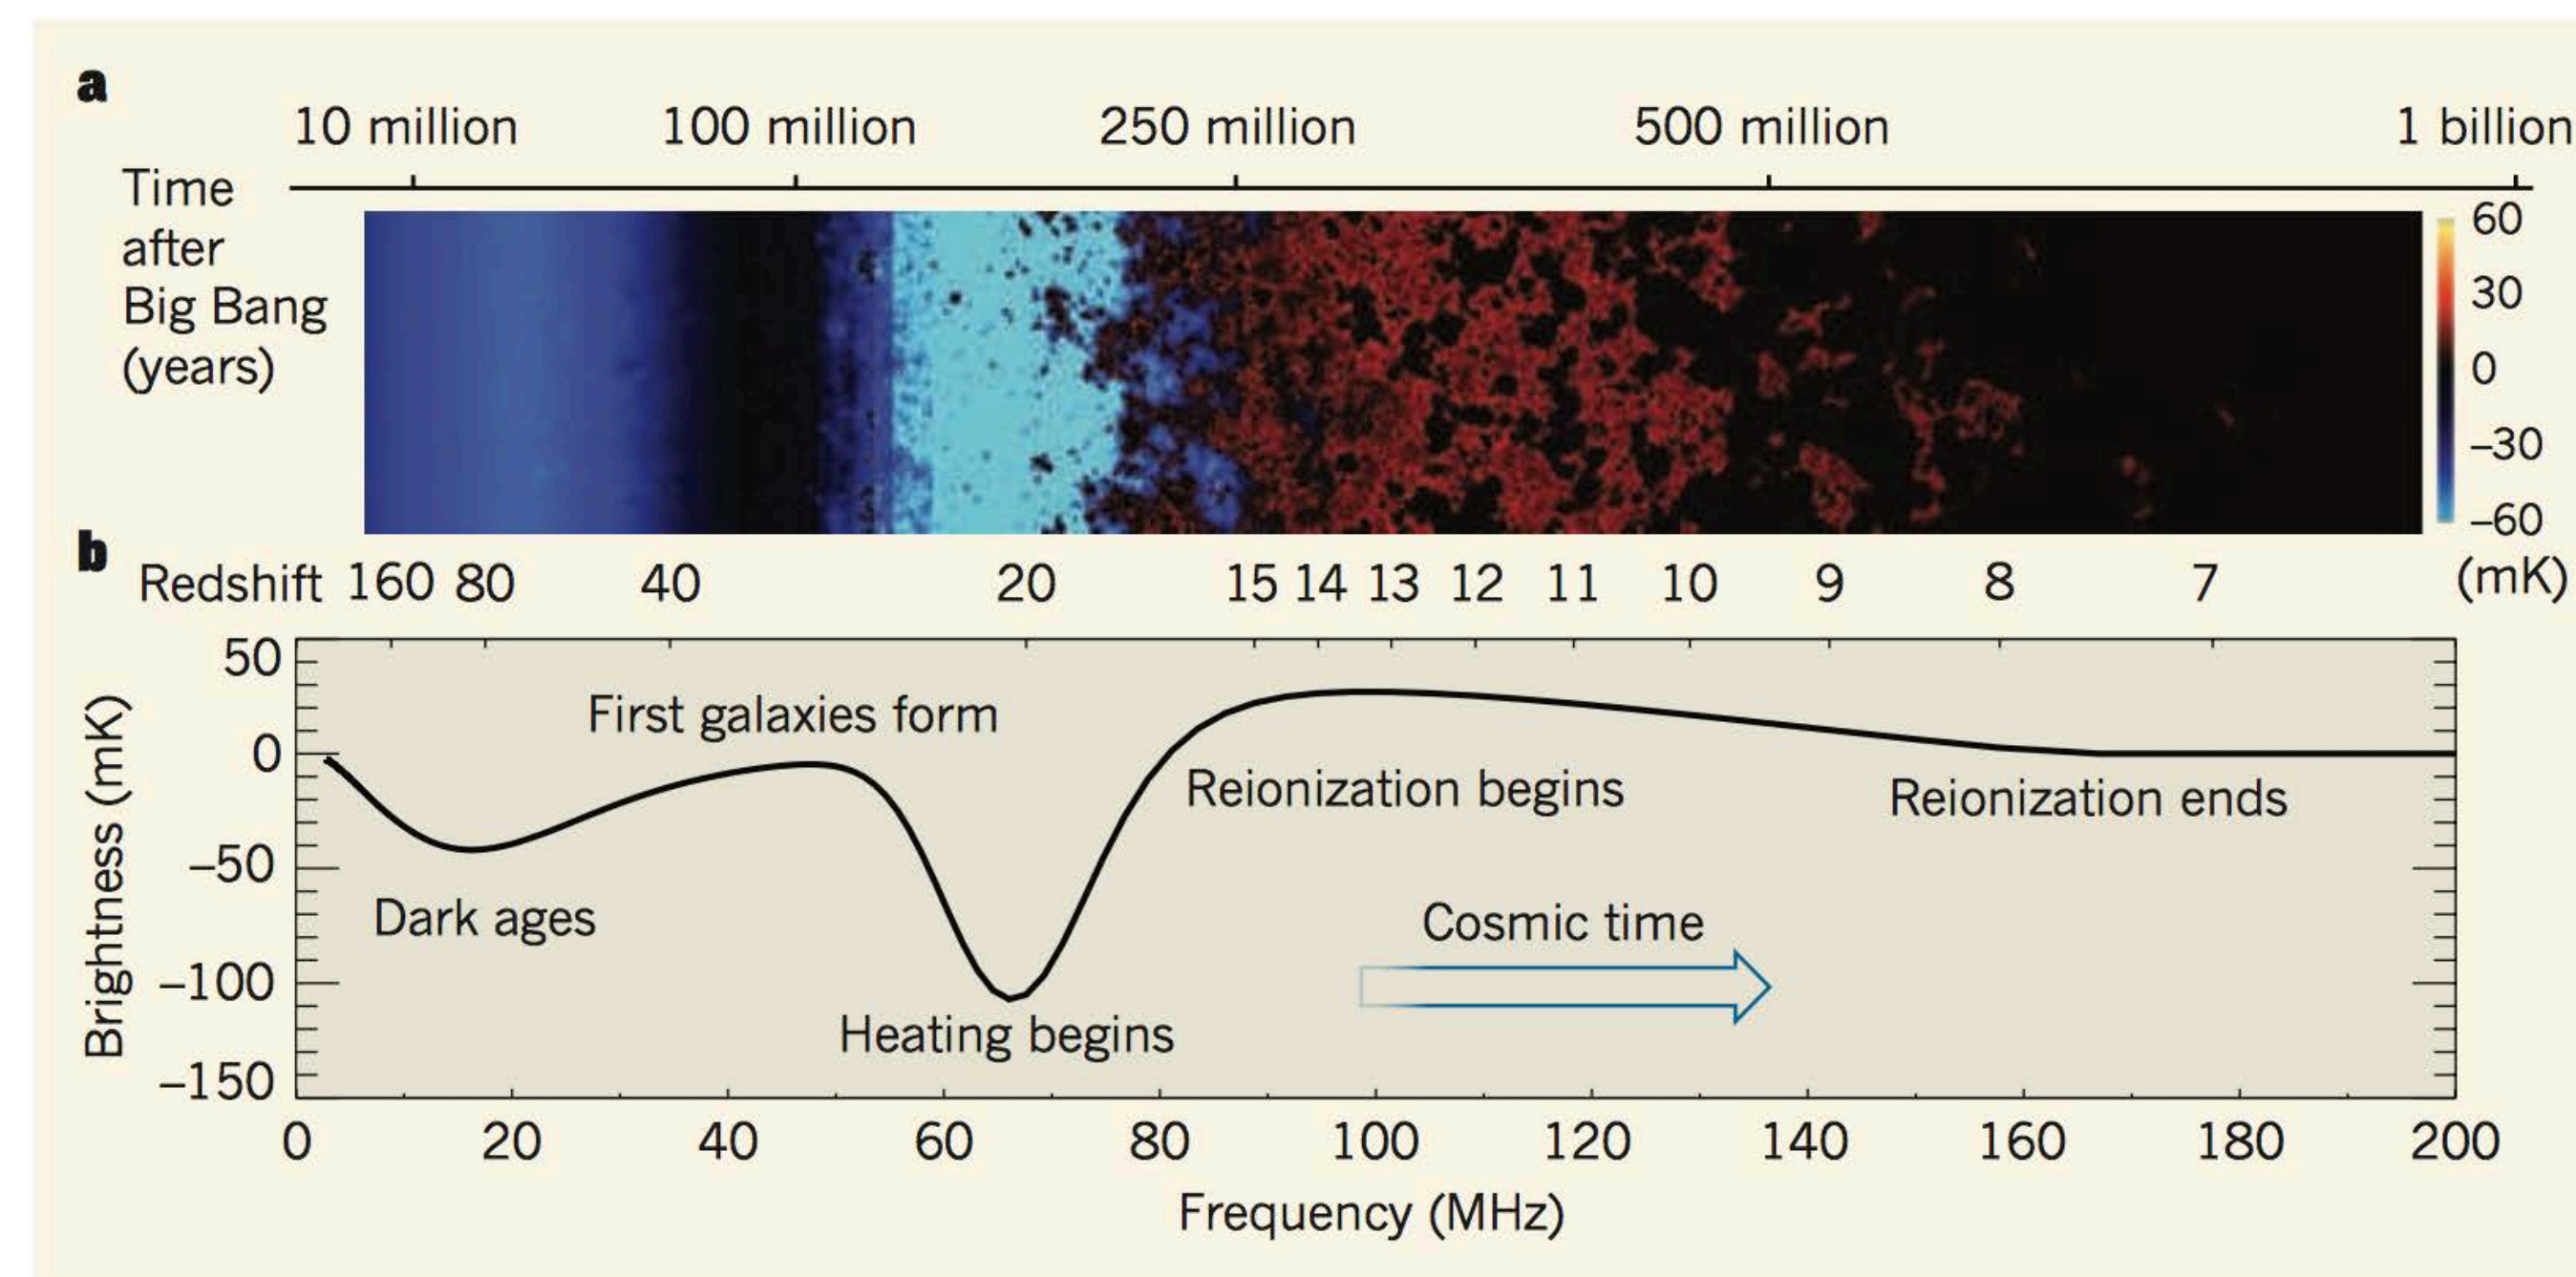 a
10 million 100 million 250 million 500 million 1 billion
Time
after
Big Bang
(years)
60
30
0
–30
–60
(mK)
b
Redshift 160 80 40 20 15 14 13 12 11 10 9 8 7
50
0
–50
–100
–150
Brightness (mK)
First galaxies form
Reionization begins
Reionization ends
Dark ages
Cosmic time
Heating begins
0 20 40 60 80 100 120 140 160 180 200
Frequency (MHz)